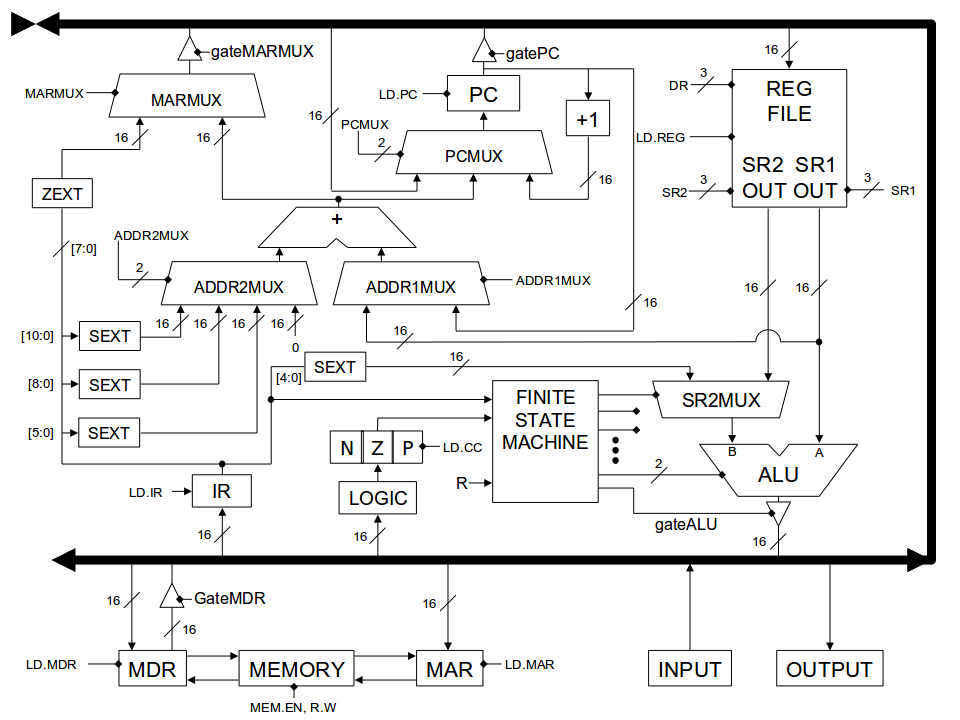 gateMARMUX
gatePC
16
MARMUX
MARMUX
LD.PC
PC
DR
3
REG
FILE
16
16
16
PCMUX
2
PCMUX
+1
LD.REG
ZEXT
16
SR2 SR1
OUT OUT
SR2
3
3
SR1
+
[7:0]
ADDR2MUX
2
ADDR2MUX
ADDR1MUX
ADDR1MUX
16
16
16
[10:0]
SEXT
16
16
16
16
0
16
[8:0]
SEXT
[4:0]
SEXT
16
[5:0]
SEXT
FINITE
STATE
MACHINE
SR2MUX
N
Z
P
LD.CC
B
A
ALU
2
LD.IR
IR
LOGIC
R
gateALU
16
16
16
16
GateMDR
16
16
LD.MDR
MDR
MEMORY
MAR
LD.MAR
INPUT
OUTPUT
MEM.EN, R.W